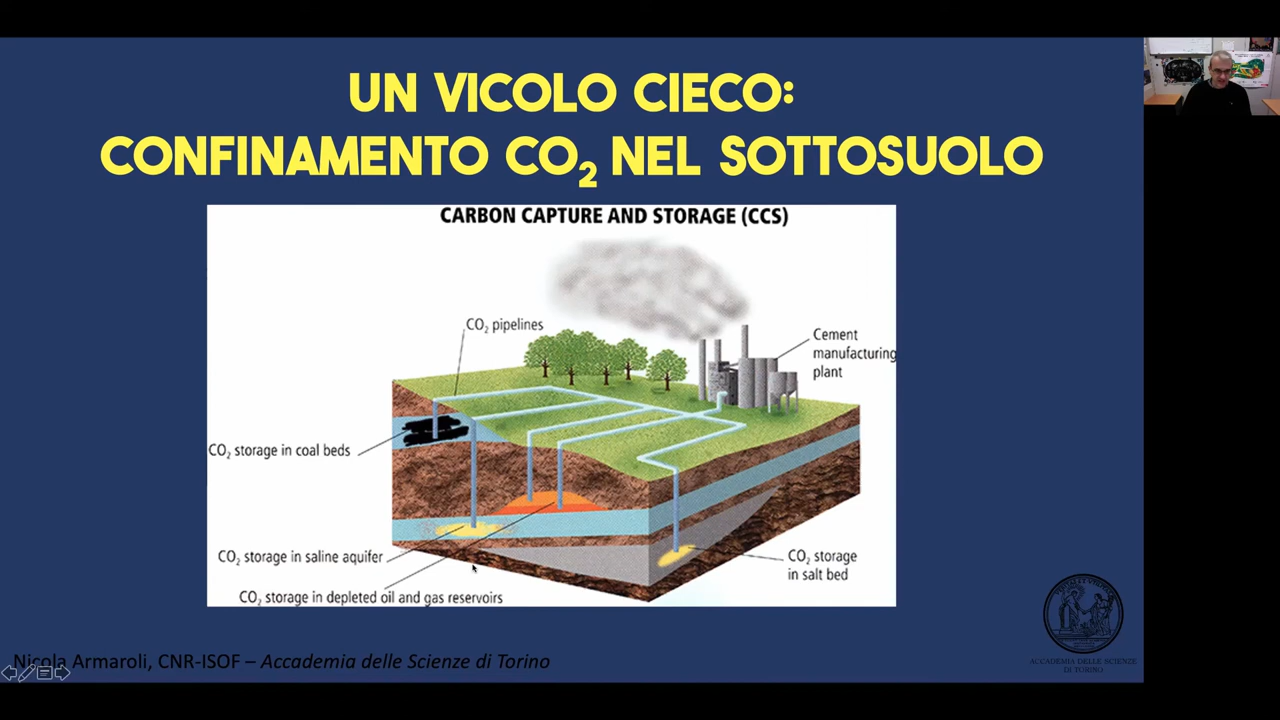 UN VICOLO CIECO:
CONFINAMENTO CO₂ NEL SOTTOSUOLO
CARBON CAPTURE AND STORAGE (CCS)
CO₂ pipelines
Cement
manufacturing
plant
CO₂ storage in coal beds
CO₂ storage in saline aquifer
CO₂ storage
in salt bed
CO₂ storage in depleted oil and gas reservoirs
Nicola Armaroli, CNR-ISOF – Accademia delle Scienze di Torino
ACCADEMIA DELLE SCIENZE
DI TORINO